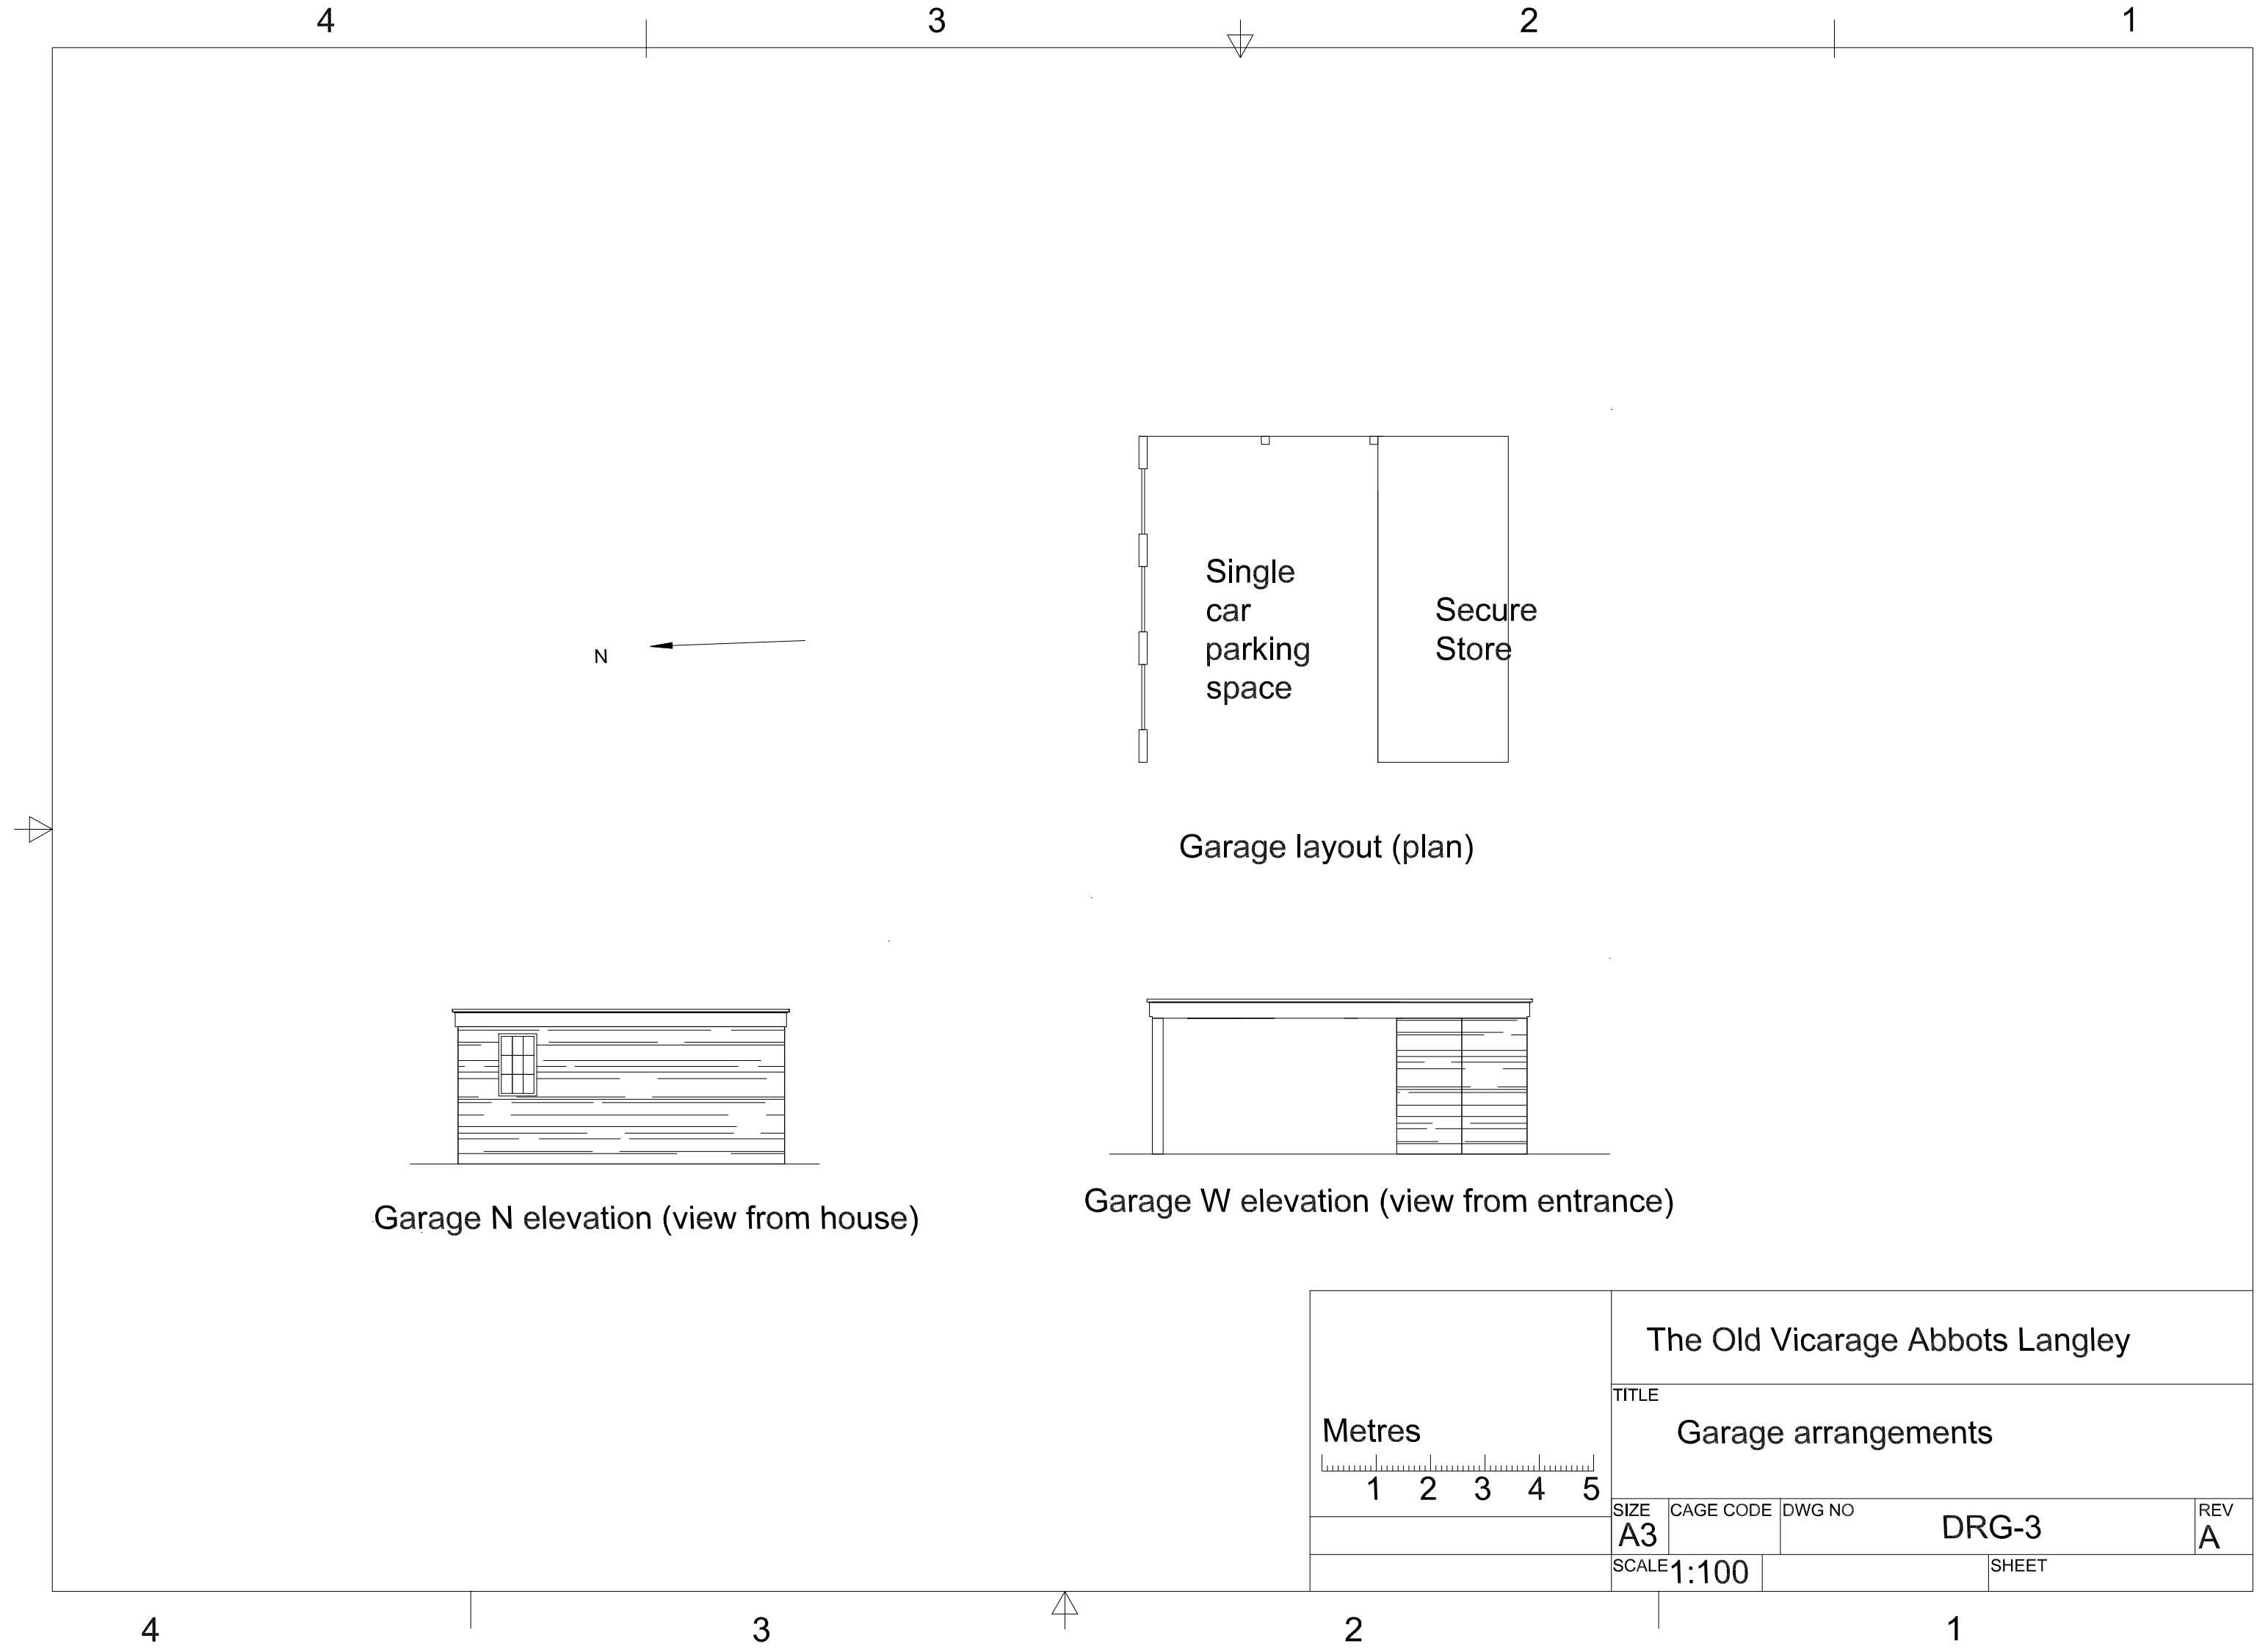 4 3 2 1
Single
car
parking
space
Secure
Store
N
Garage layout (plan)
Garage N elevation (view from house)
Garage W elevation (view from entrance)
The Old Vicarage Abbots Langley
TITLE
Garage arrangements
Metres
1 2 3 4 5
SIZE
A3
CAGE CODE
DWG NO
DRG-3
REV
A
SCALE 1:100
SHEET
4 3 2 1